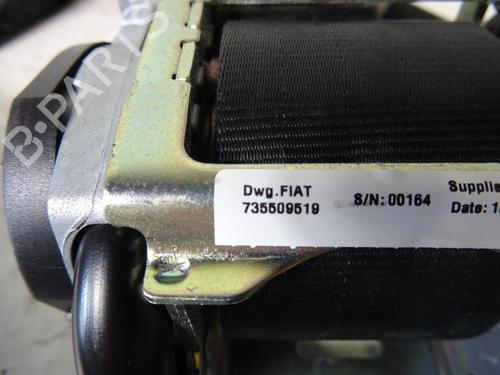 B-PARTS
Dwg.FIAT
735509519
S/N:00164
Supplie
Date: 1